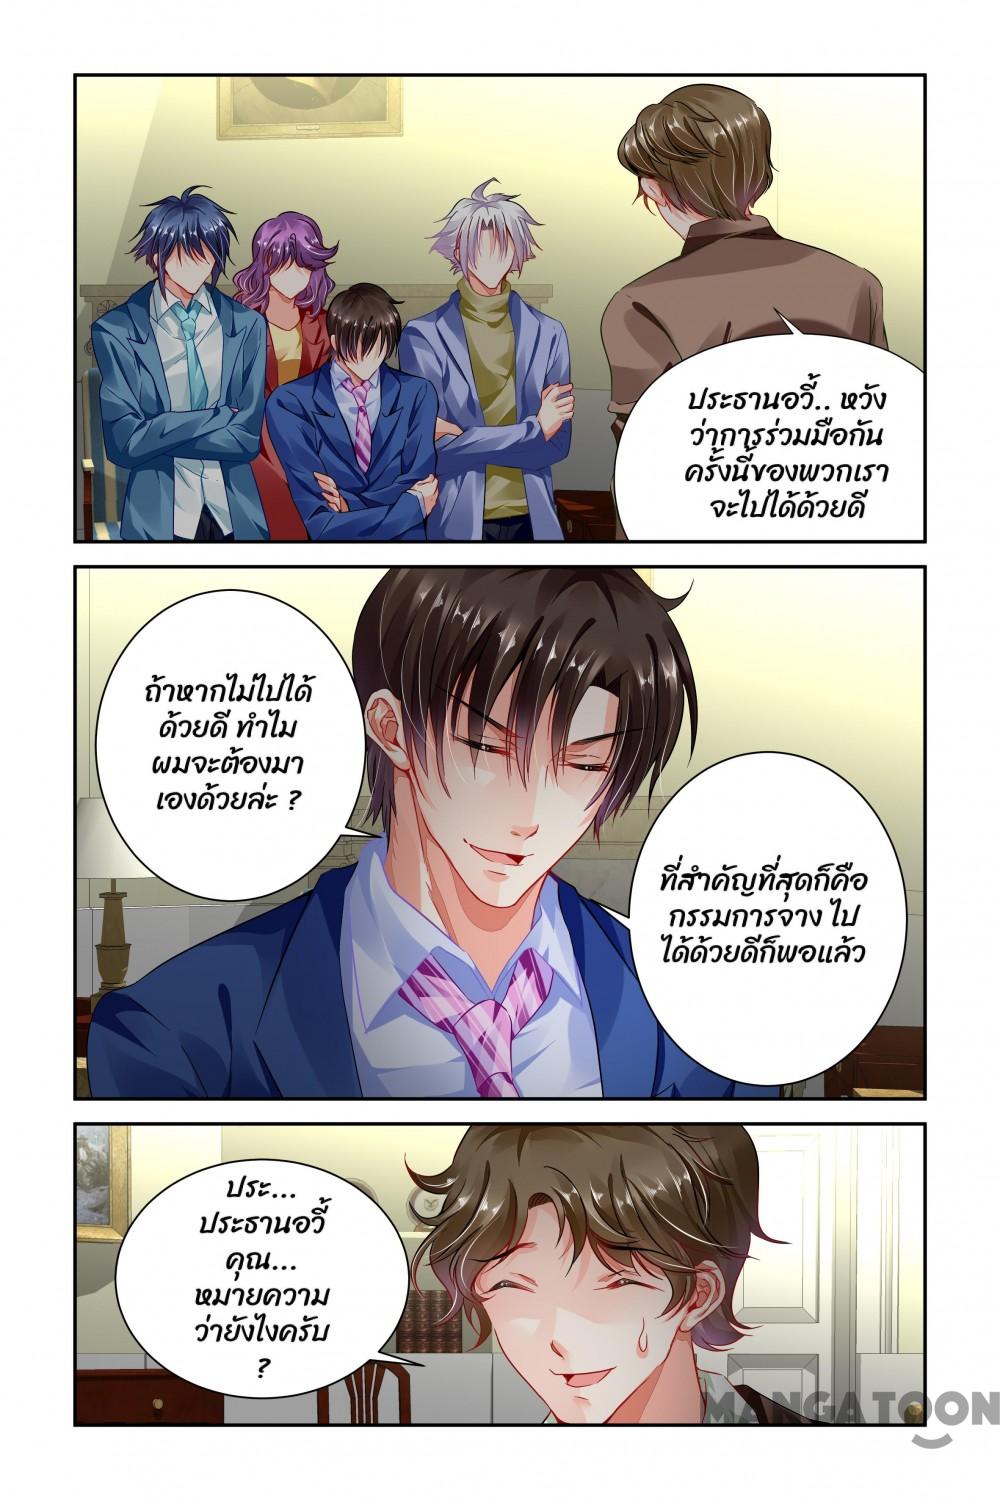 ประธานอวี้.. หวัง
ว่าการร่วมมือกัน
ครั้งนี้ของพวกเรา
จะไปได้ด้วยดี
ถ้าหากไม่ไปได้
ด้วยดี ทำไม
ผมจะต้องมา
เองด้วยล่ะ ?
ที่สำคัญที่สุดก็คือ
กรรมการจาง ไป
ได้ด้วยดีก็พอแล้ว
ประ...
ประธานอวี้
คุณ...
หมายความ
ว่ายังไงครับ
?
MANGATOON